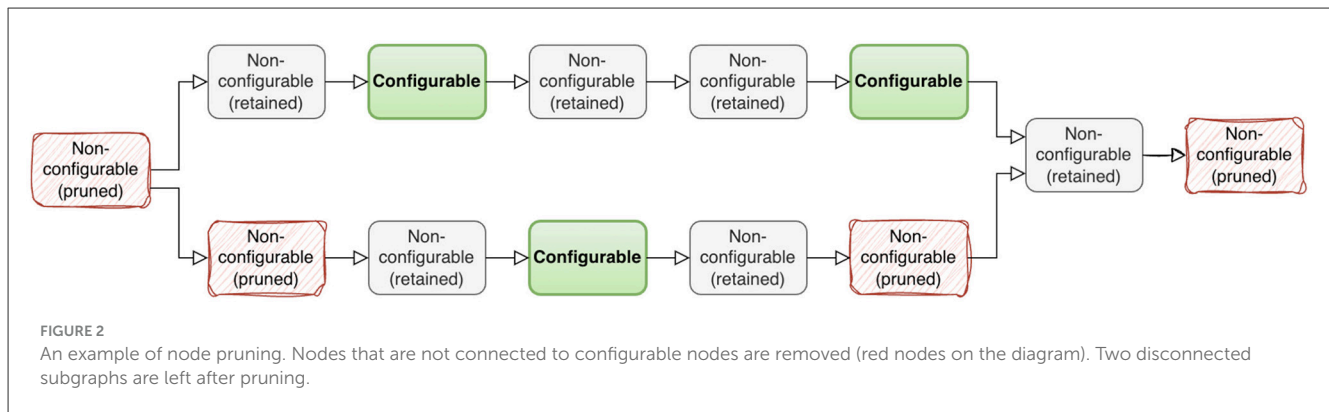 Non-
configurable
(retained)
Configurable
Non-
configurable
(retained)
Non-
configurable
(retained)
Configurable
Non-
configurable
(pruned)
Non-
configurable
(retained)
Non-
configurable
(pruned)
Non-
configurable
(pruned)
Non-
configurable
(retained)
Configurable
Non-
configurable
(retained)
Non-
configurable
(pruned)
FIGURE 2
An example of node pruning. Nodes that are not connected to configurable nodes are removed (red nodes on the diagram). Two disconnected
subgraphs are left after pruning.